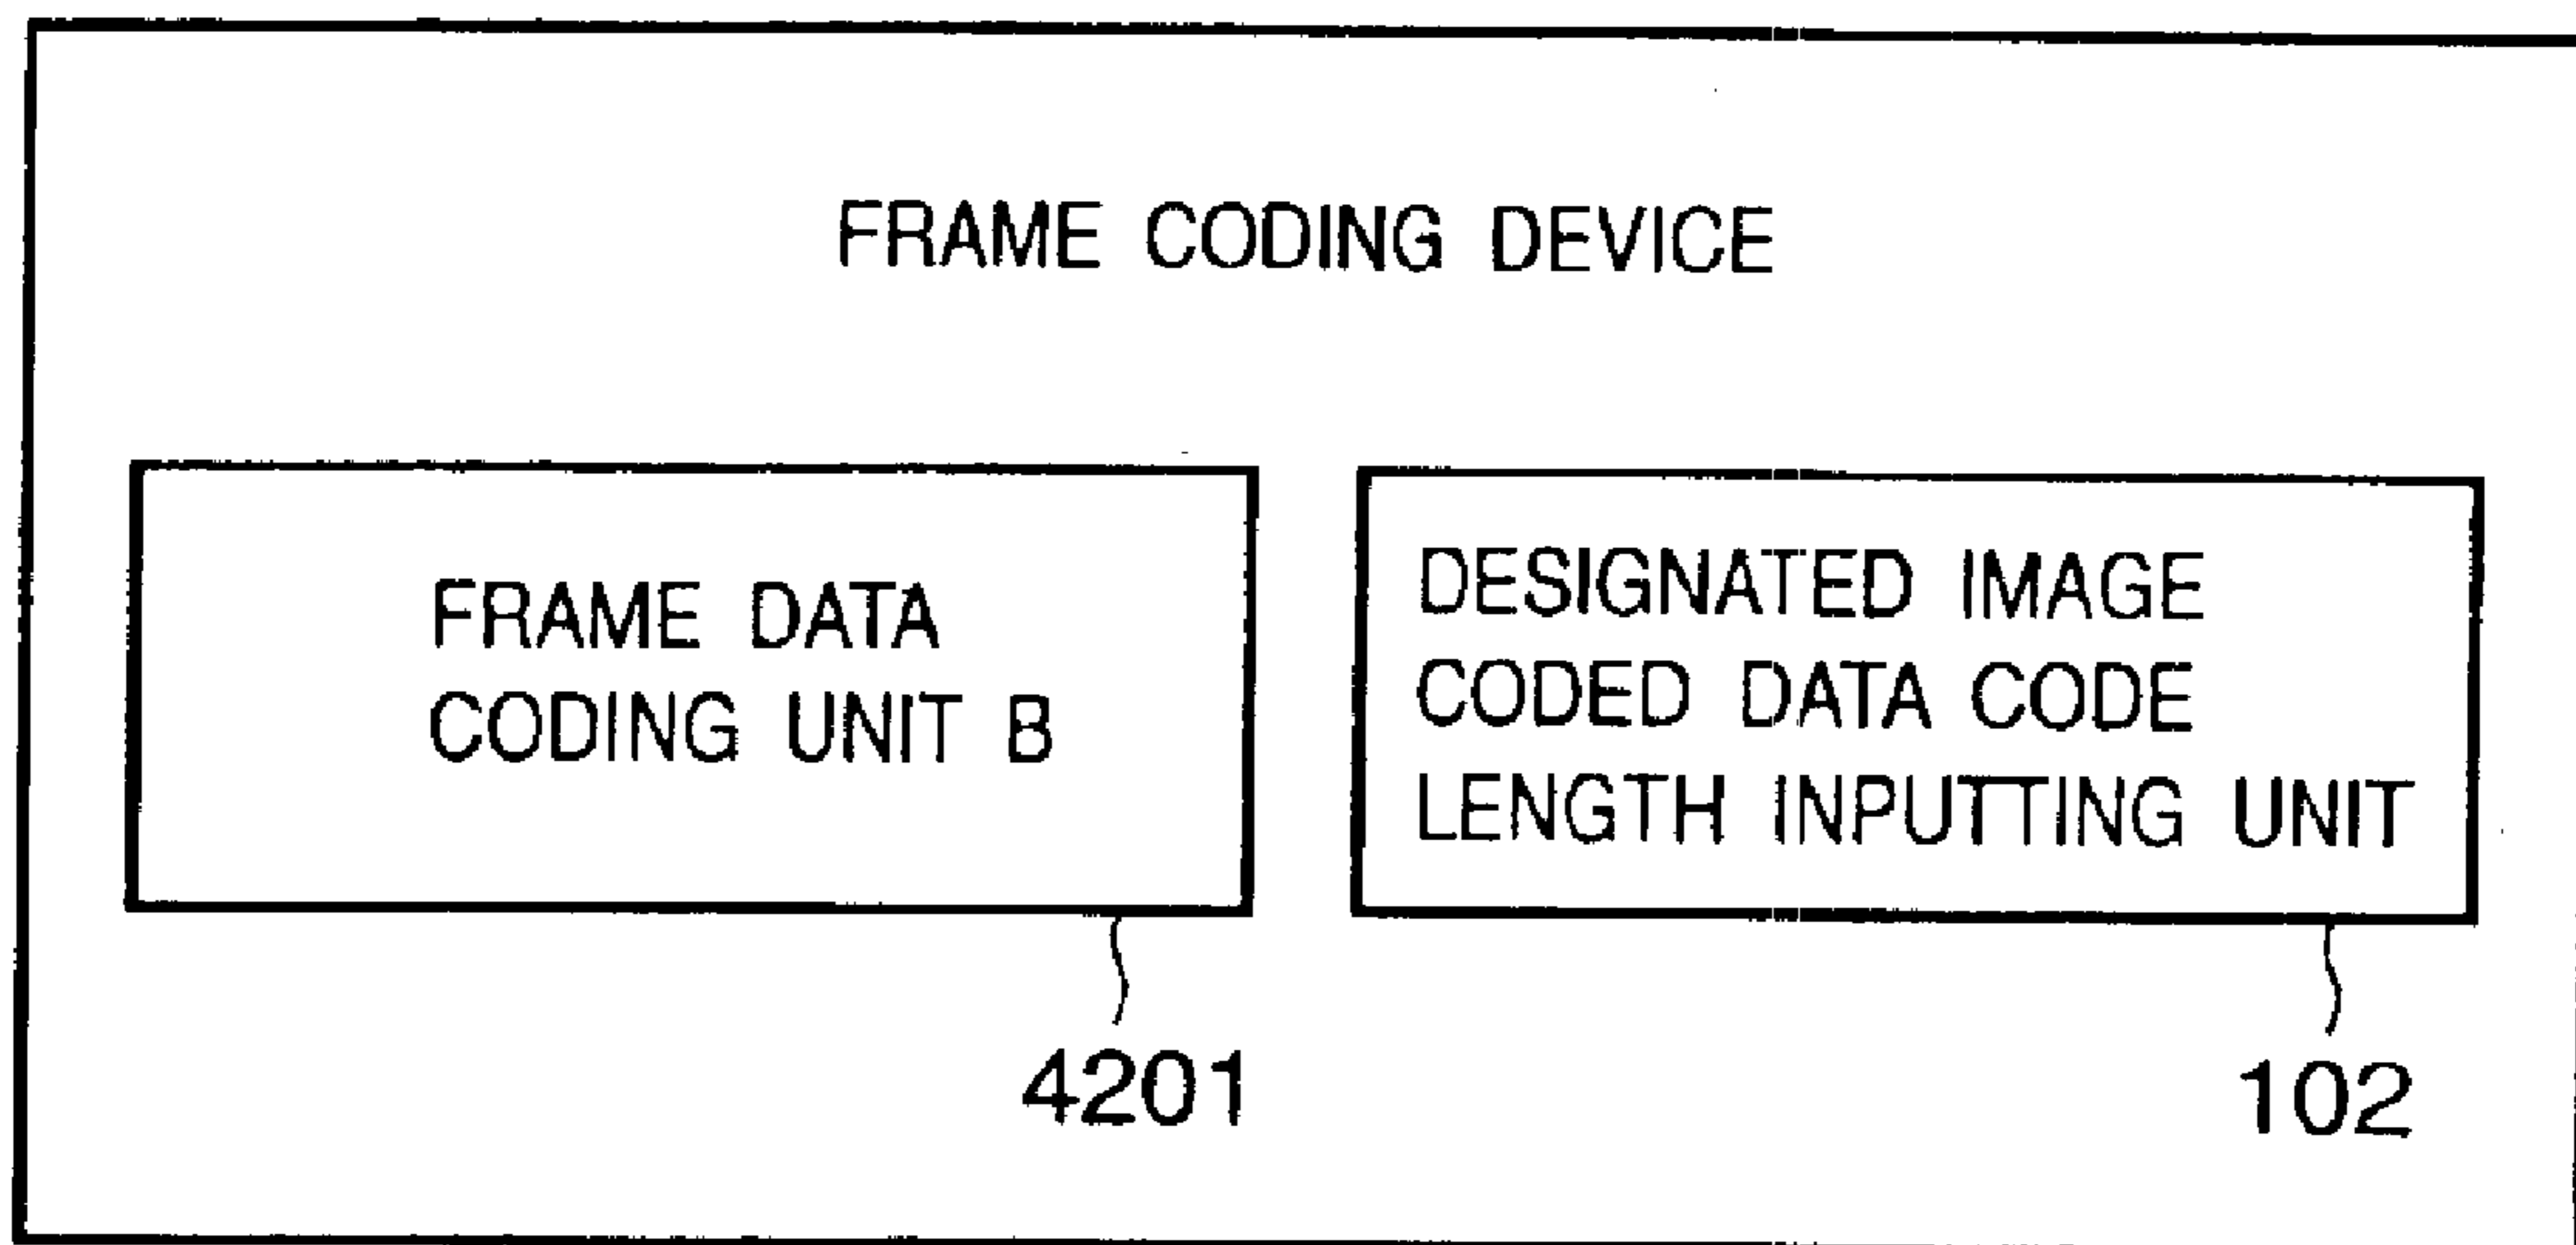 FRAME CODING DEVICE
FRAME DATA
CODING UNIT B
DESIGNATED IMAGE
CODED DATA CODE
LENGTH INPUTTING UNIT
4201
102